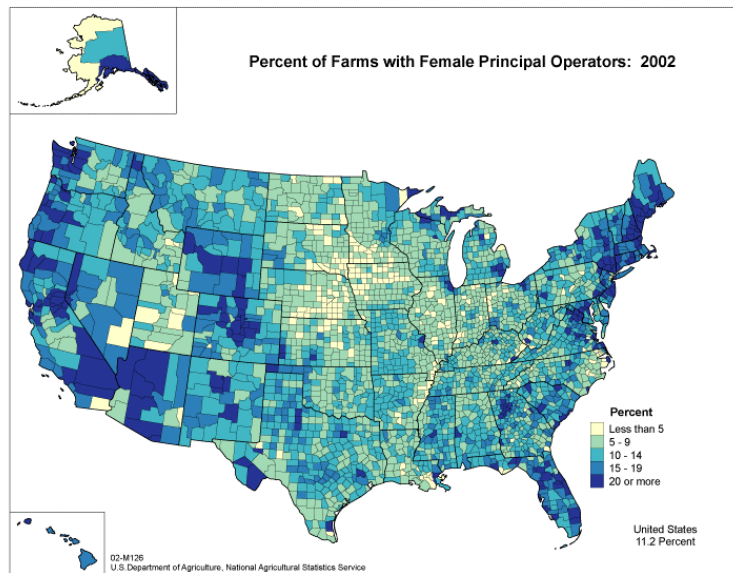 Percent of Farms with Female Principal Operators: 2002
Percent
Less than 5
5 - 9
10 - 14
15 - 19
20 or more
United States
11.2 Percent
02-M126
U.S.Department of Agriculture, National Agricultural Statistics Service